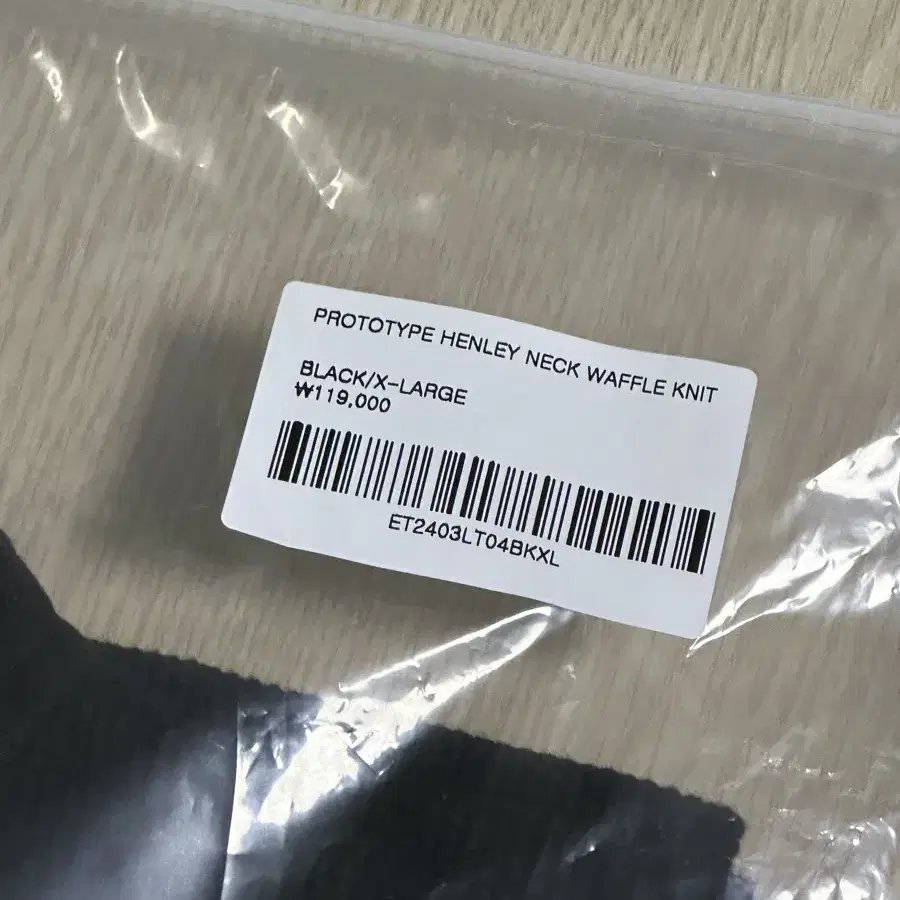 PROTOTYPE HENLEY NECK WAFFLE KNIT
BLACK/X-LARGE
₩119,000
ET2403LT04BKXL